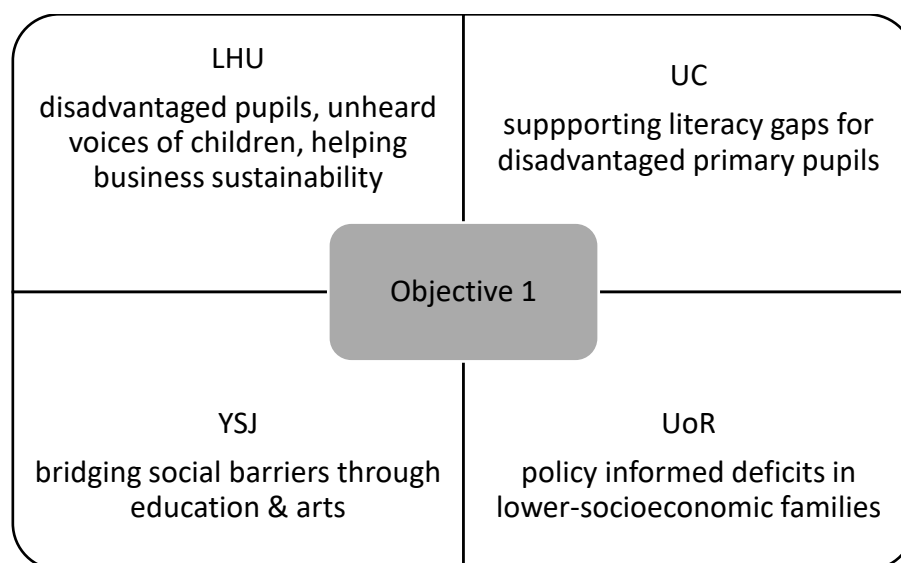 LHU
disadvantaged pupils, unheard
voices of children, helping
business sustainability
UC
suppporting literacy gaps for
disadvantaged primary pupils
Objective 1
YSJ
bridging social barriers through
education & arts
UoR
policy informed deficits in
lower-socioeconomic families